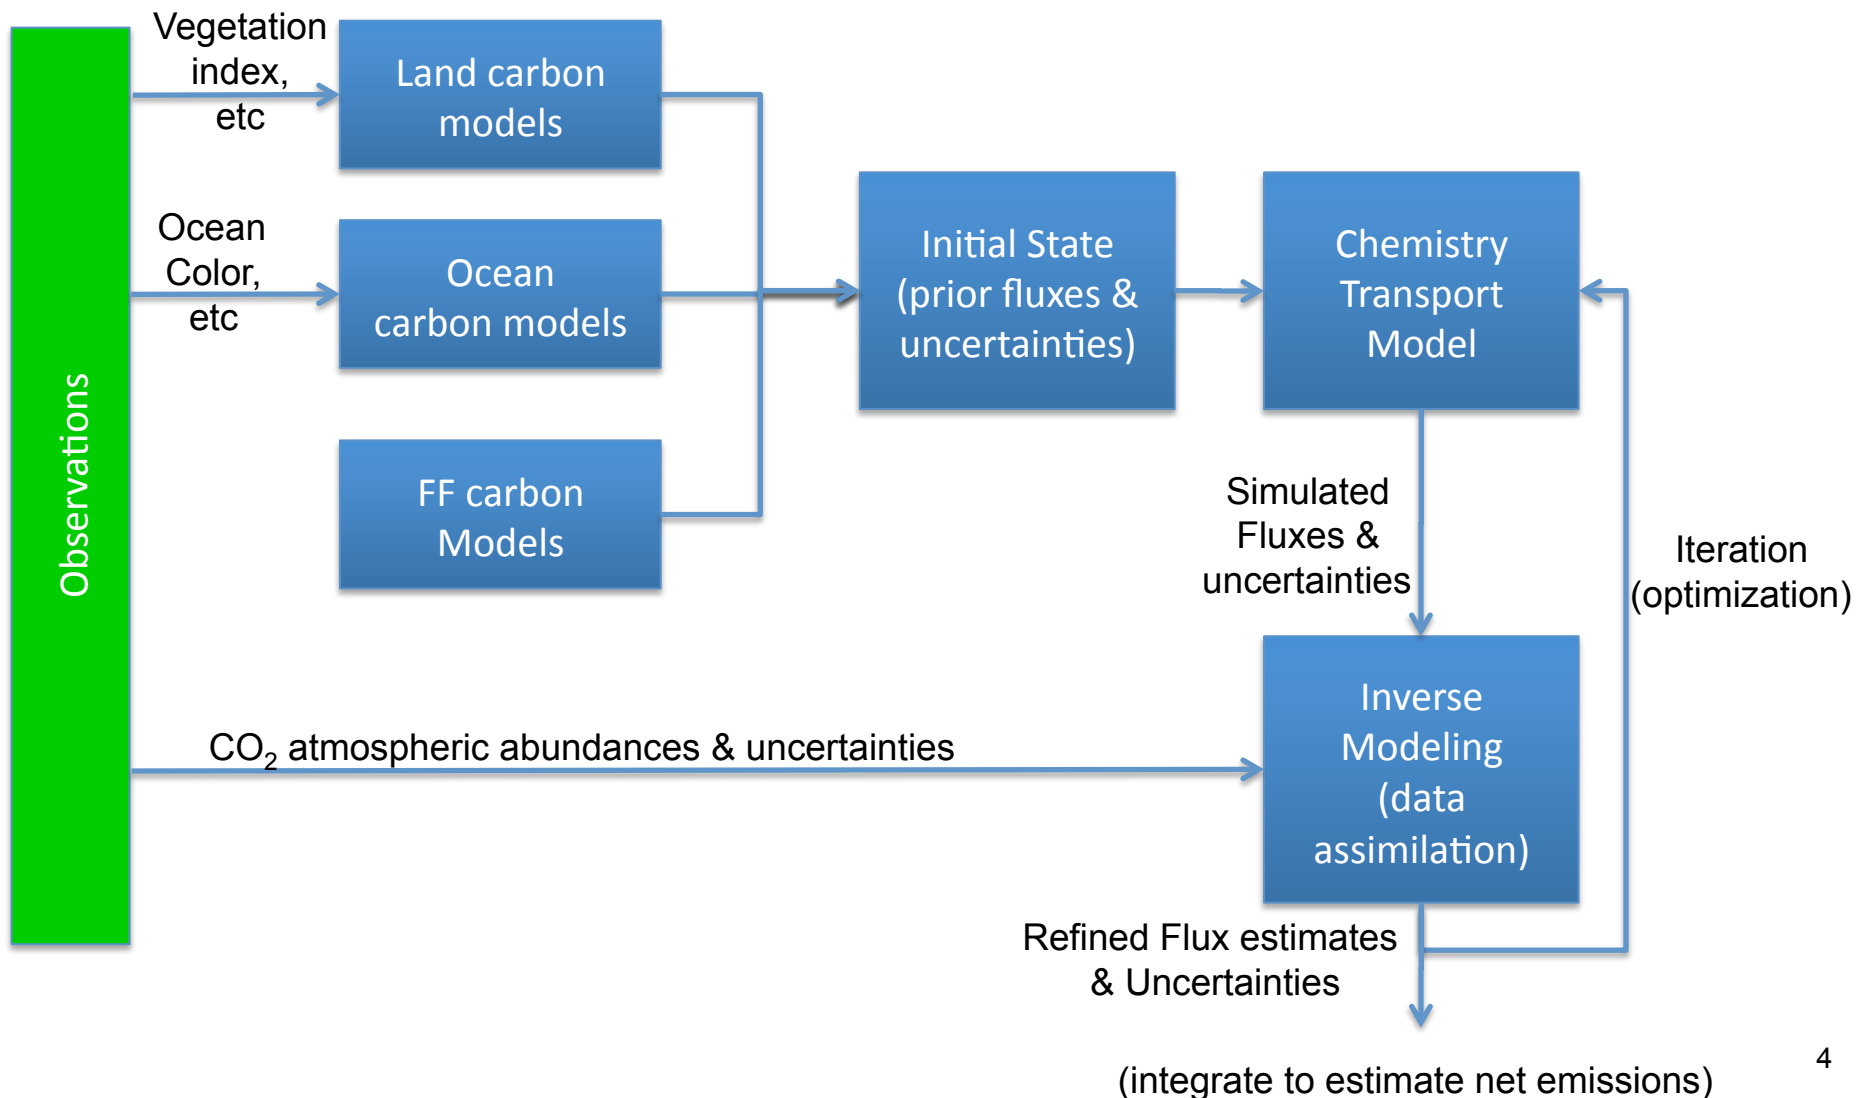 Observations
Vegetation
index,
etc
Land carbon
models
Ocean
Color,
etc
Ocean
carbon models
FF carbon
Models
Initial State
(prior fluxes &
uncertainties)
Chemistry
Transport
Model
Simulated
Fluxes &
uncertainties
Iteration
(optimization)
CO₂ atmospheric abundances & uncertainties
Inverse
Modeling
(data
assimilation)
Refined Flux estimates
& Uncertainties
(integrate to estimate net emissions)
4